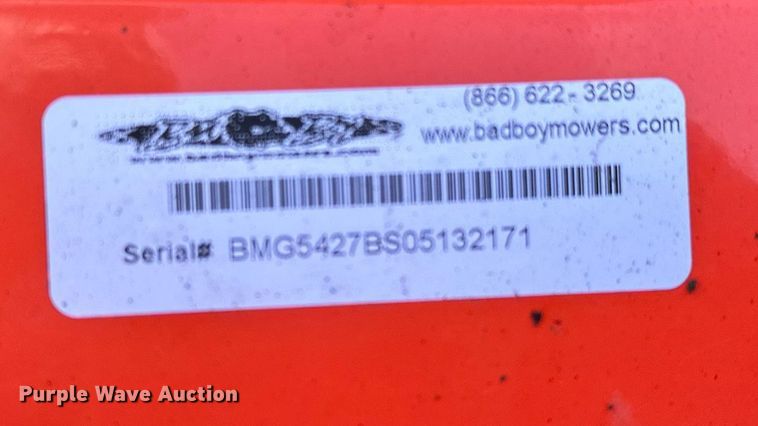 (866) 622 - 3269
www.badboymowers.com
Serial# BMG5427BS05132171
Purple Wave Auction